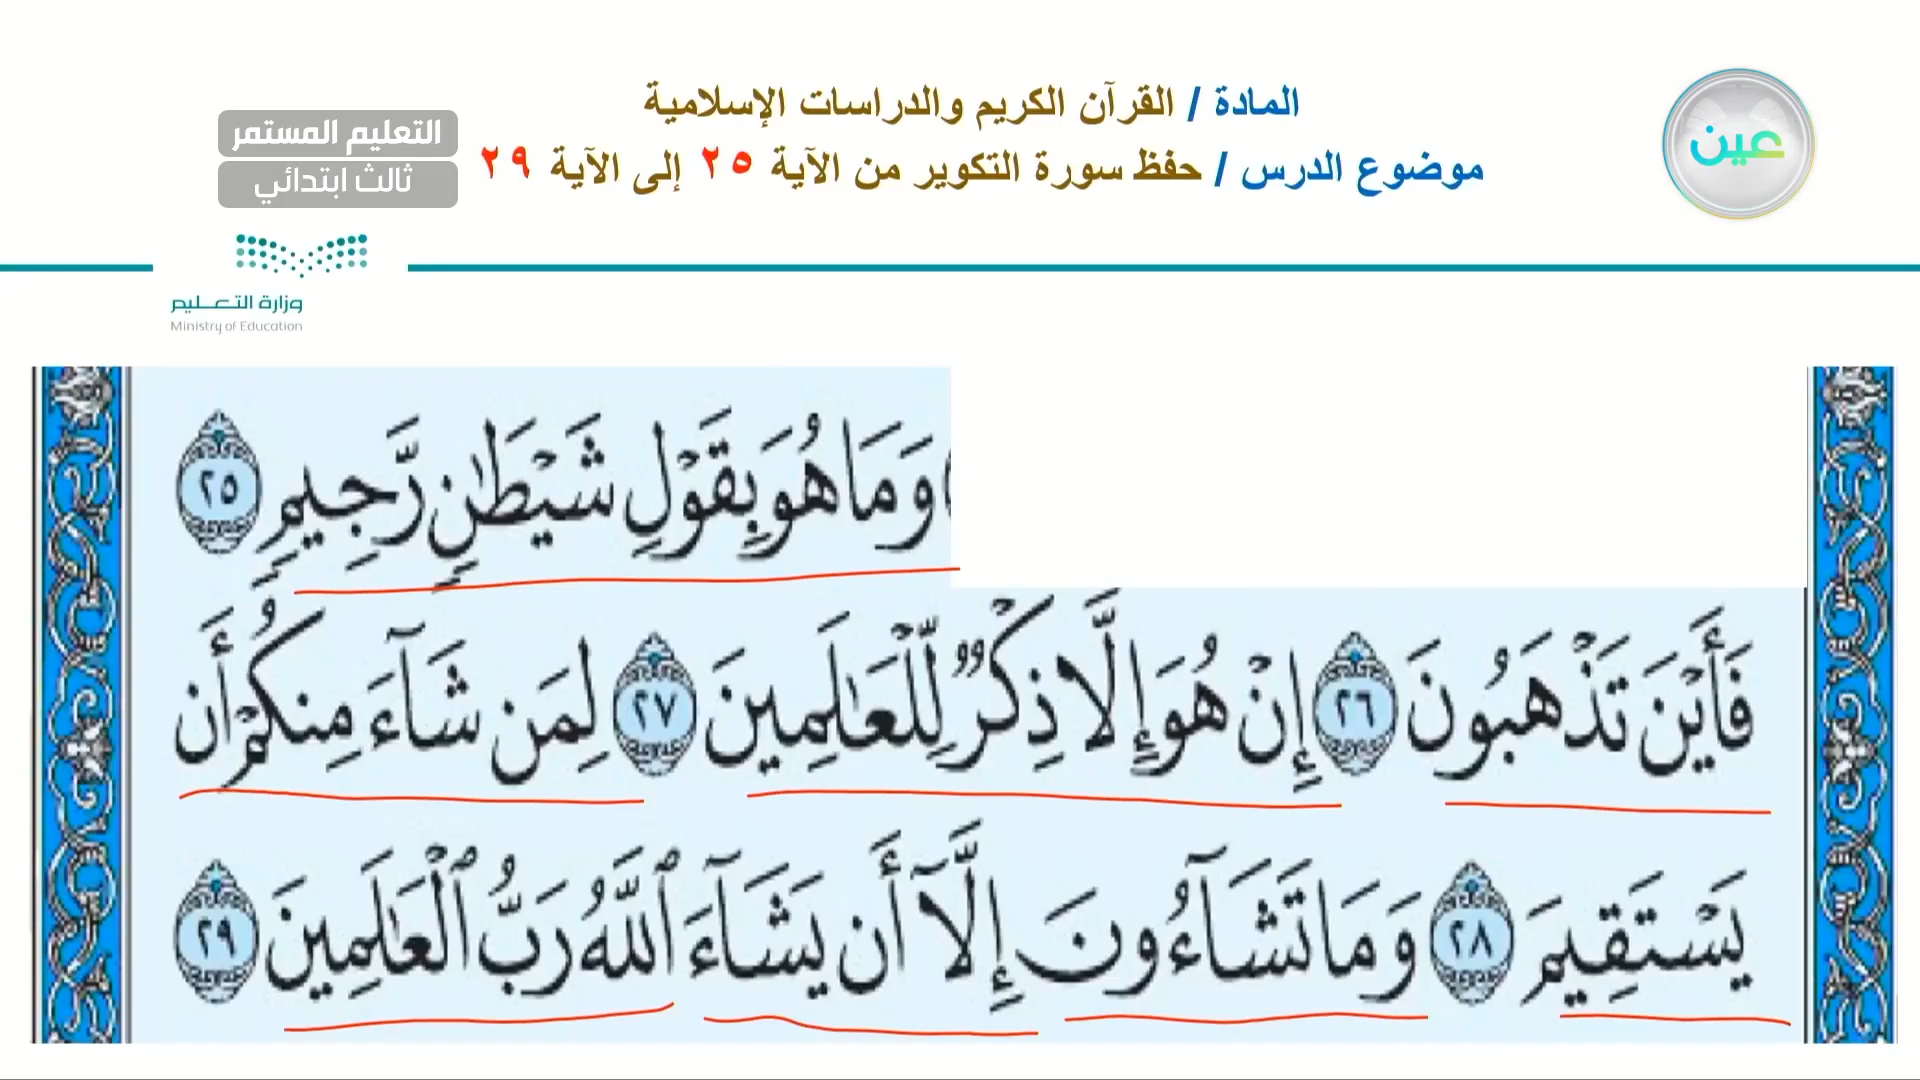 المادة / القرآن الكريم والدراسات الإسلامية
موضوع الدرس / حفظ سورة التكوير من الآية ٢٥ إلى الآية ٢٩
عين
التعليم المستمر
ثالث ابتدائي
وزارة التعليم
Ministry of Education
وَمَا هُوَ بِقَوْلِ شَيْطَٰنٍ رَّجِيمٍ ٢٥
فَأَيْنَ تَذْهَبُونَ ٢٦ إِنْ هُوَ إِلَّا ذِكْرٌ لِّلْعَٰلَمِينَ ٢٧ لِمَن شَآءَ مِنكُمْ أَن
يَسْتَقِيمَ ٢٨ وَمَا تَشَآءُونَ إِلَّآ أَن يَشَآءَ ٱللَّهُ رَبُّ ٱلْعَٰلَمِينَ ٢٩